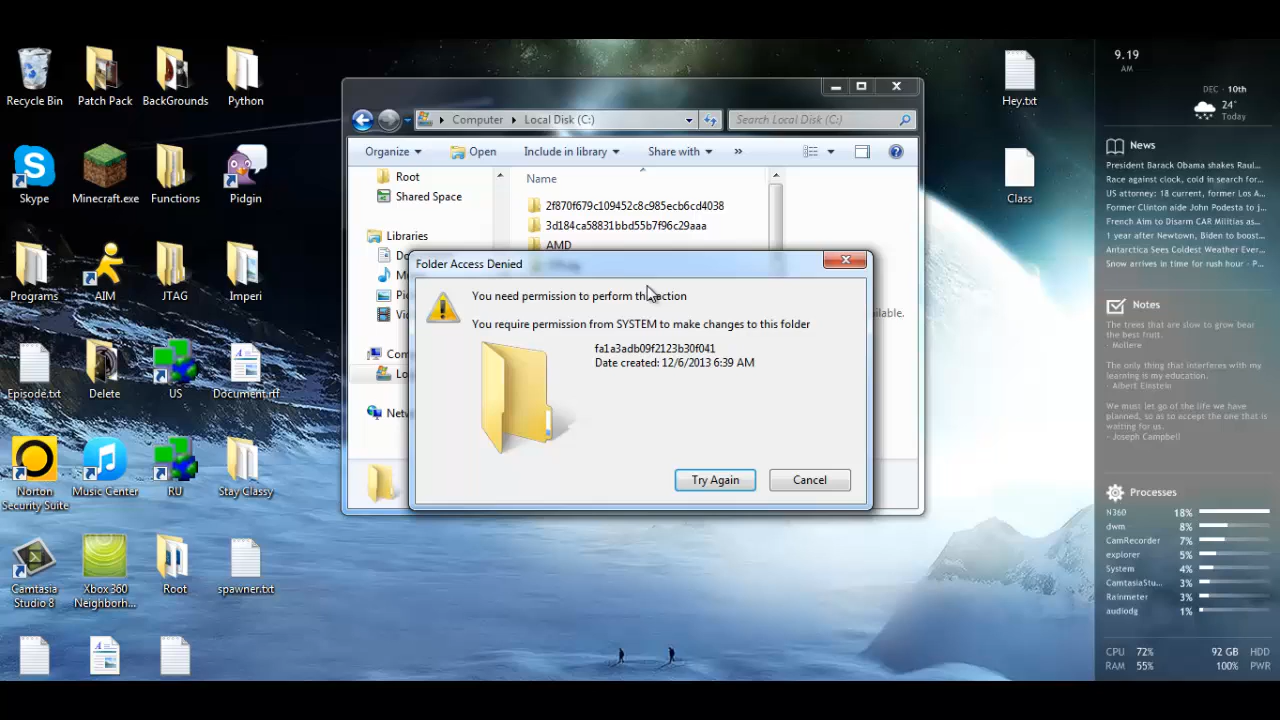 Recycle Bin
Patch Pack
BackGrounds
Python
Skype
Minecraft.exe
Functions
Pidgin
Programs
AIM
JTAG
Imperi
Episode.txt
Delete
US
Document.rtf
Norton
Security Suite
Music Center
RU
Stay Classy
Camtasia
Studio 8
Xbox 360
Neighborh...
Root
spawner.txt
Computer
Local Disk (C:)
Search Local Disk (C:)
Organize
Open
Include in library
Share with
»
Root
Shared Space
Libraries
Do
Mu
Pic
Vi
Com
Lo
Netw
Name
2f870f679c109452c8c985ecb6cd4038
3d184ca58831bbd55b7f96c29aaa
AMD
ilable.
Folder Access Denied
You need permission to perform this action
You require permission from SYSTEM to make changes to this folder
fa1a3adb09f2123b30f041
Date created: 12/6/2013 6:39 AM
Try Again
Cancel
Hey.txt
Class
9.19
AM
DEC - 10th
24°
Today
News
President Barack Obama shakes Raul...
Race against clock, cold in search for...
US attorney: 18 current, former Los A...
Former Clinton aide John Podesta to j...
French Aim to Disarm CAR Militias as...
1 year after Newtown, Biden to boost...
Antarctica Sees Coldest Weather Ever...
Snow arrives in time for rush hour - P...
Notes
The trees that are slow to grow bear
the best fruit.
- Moliere
The only thing that interferes with my
learning is my education.
- Albert Einstein
We must let go of the life we have
planned, so as to accept the one that
is waiting for us.
- Joseph Campbell
Processes
N360 18%
dwm 8%
CamRecorder 7%
explorer 5%
System 4%
CamtasiaStu... 3%
Rainmeter 3%
audiodg 1%
CPU 72% 92 GB HDD
RAM 55% 100% PWR